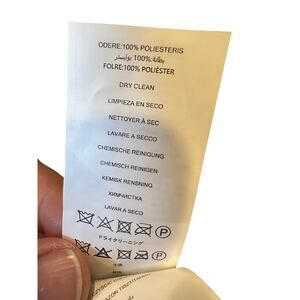 ODERE:100% POLIESTERIS
بطانة:%100 بوليستر
FOLRE:100% POLIÈSTER
DRY CLEAN
LIMPIEZA EN SECO
NETTOYER À SEC
LAVARE A SECCO
CHEMISCHE REINIGUNG
CHEMISCH REINIGEN
KEMISK RENSNING
ХИМЧИСТКА
LAVAR A SECO
ドライクリーニング